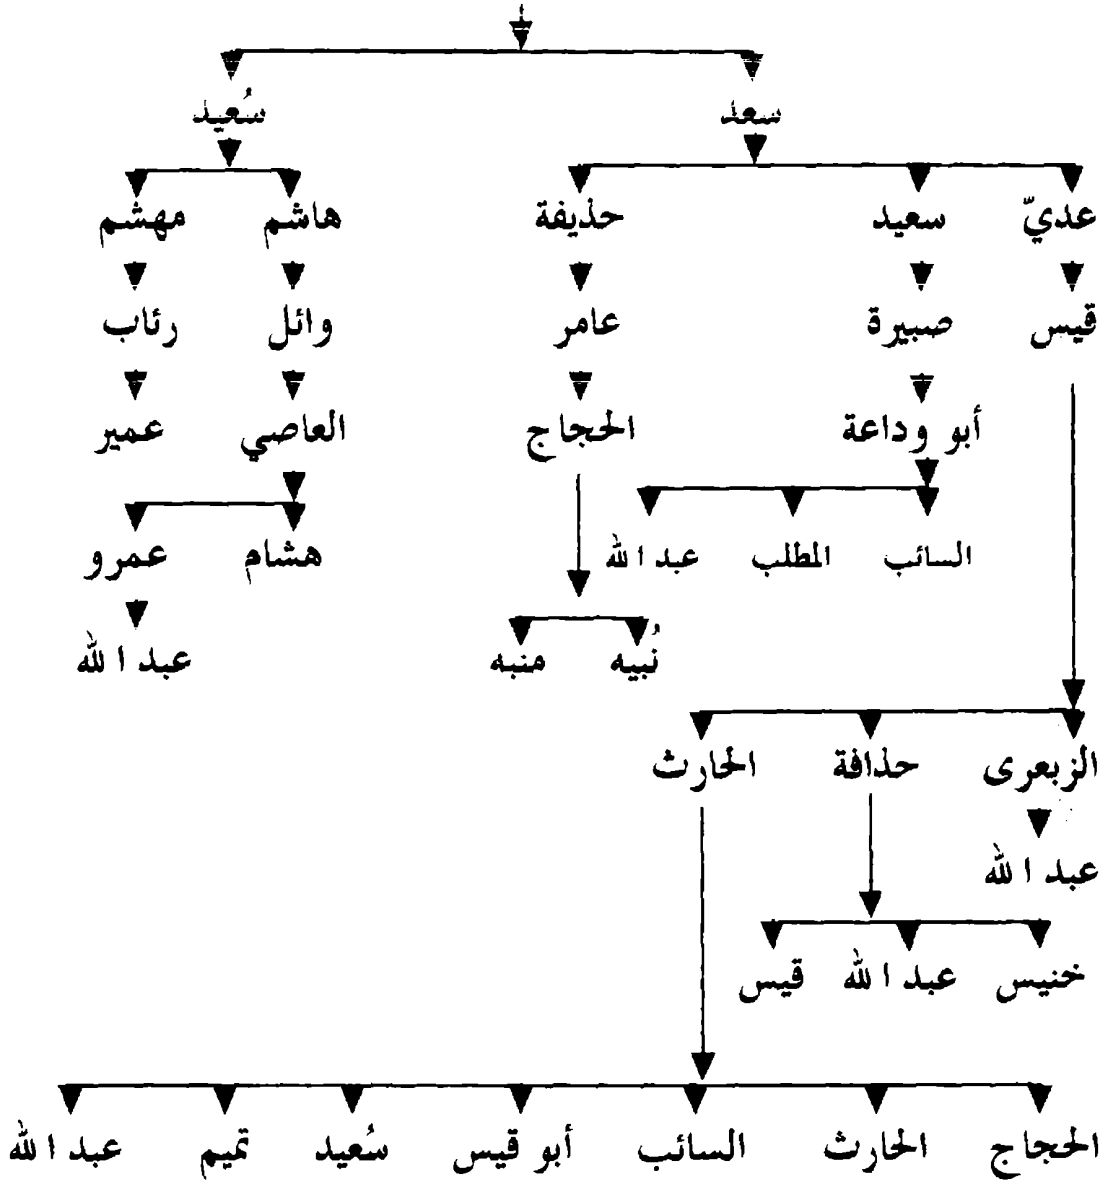 سعد سُعيد
عديّ سعيد حذيفة هاشم مهشم
قيس صبيرة عامر وائل رئاب
أبو وداعة الحجاج العاصي عمير
السائب المطلب عبد الله هشام عمرو
نُبيه منبه عبد الله
الزبعرى حذافة الحارث
عبد الله
خنيس عبد الله قيس
الحجاج الحارث السائب أبو قيس سُعيد تميم عبد الله